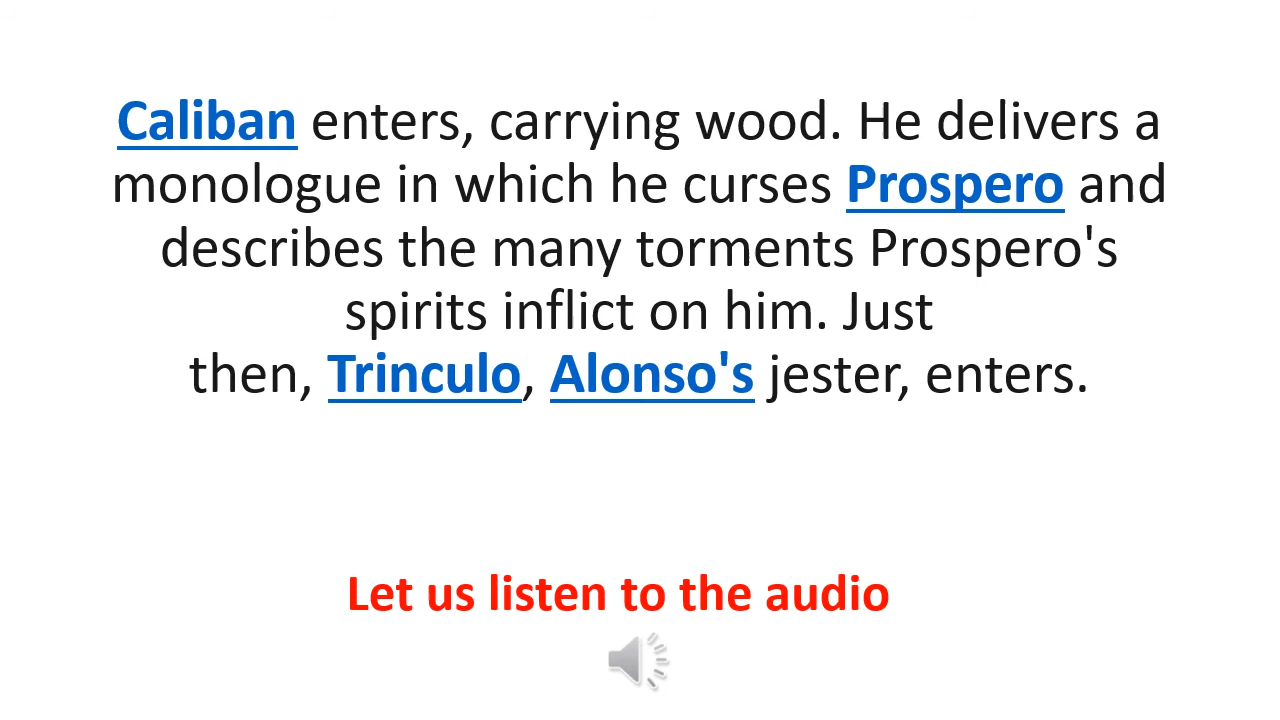 Caliban enters, carrying wood. He delivers a
monologue in which he curses Prospero and
describes the many torments Prospero's
spirits inflict on him. Just
then, Trinculo, Alonso's jester, enters.
Let us listen to the audio